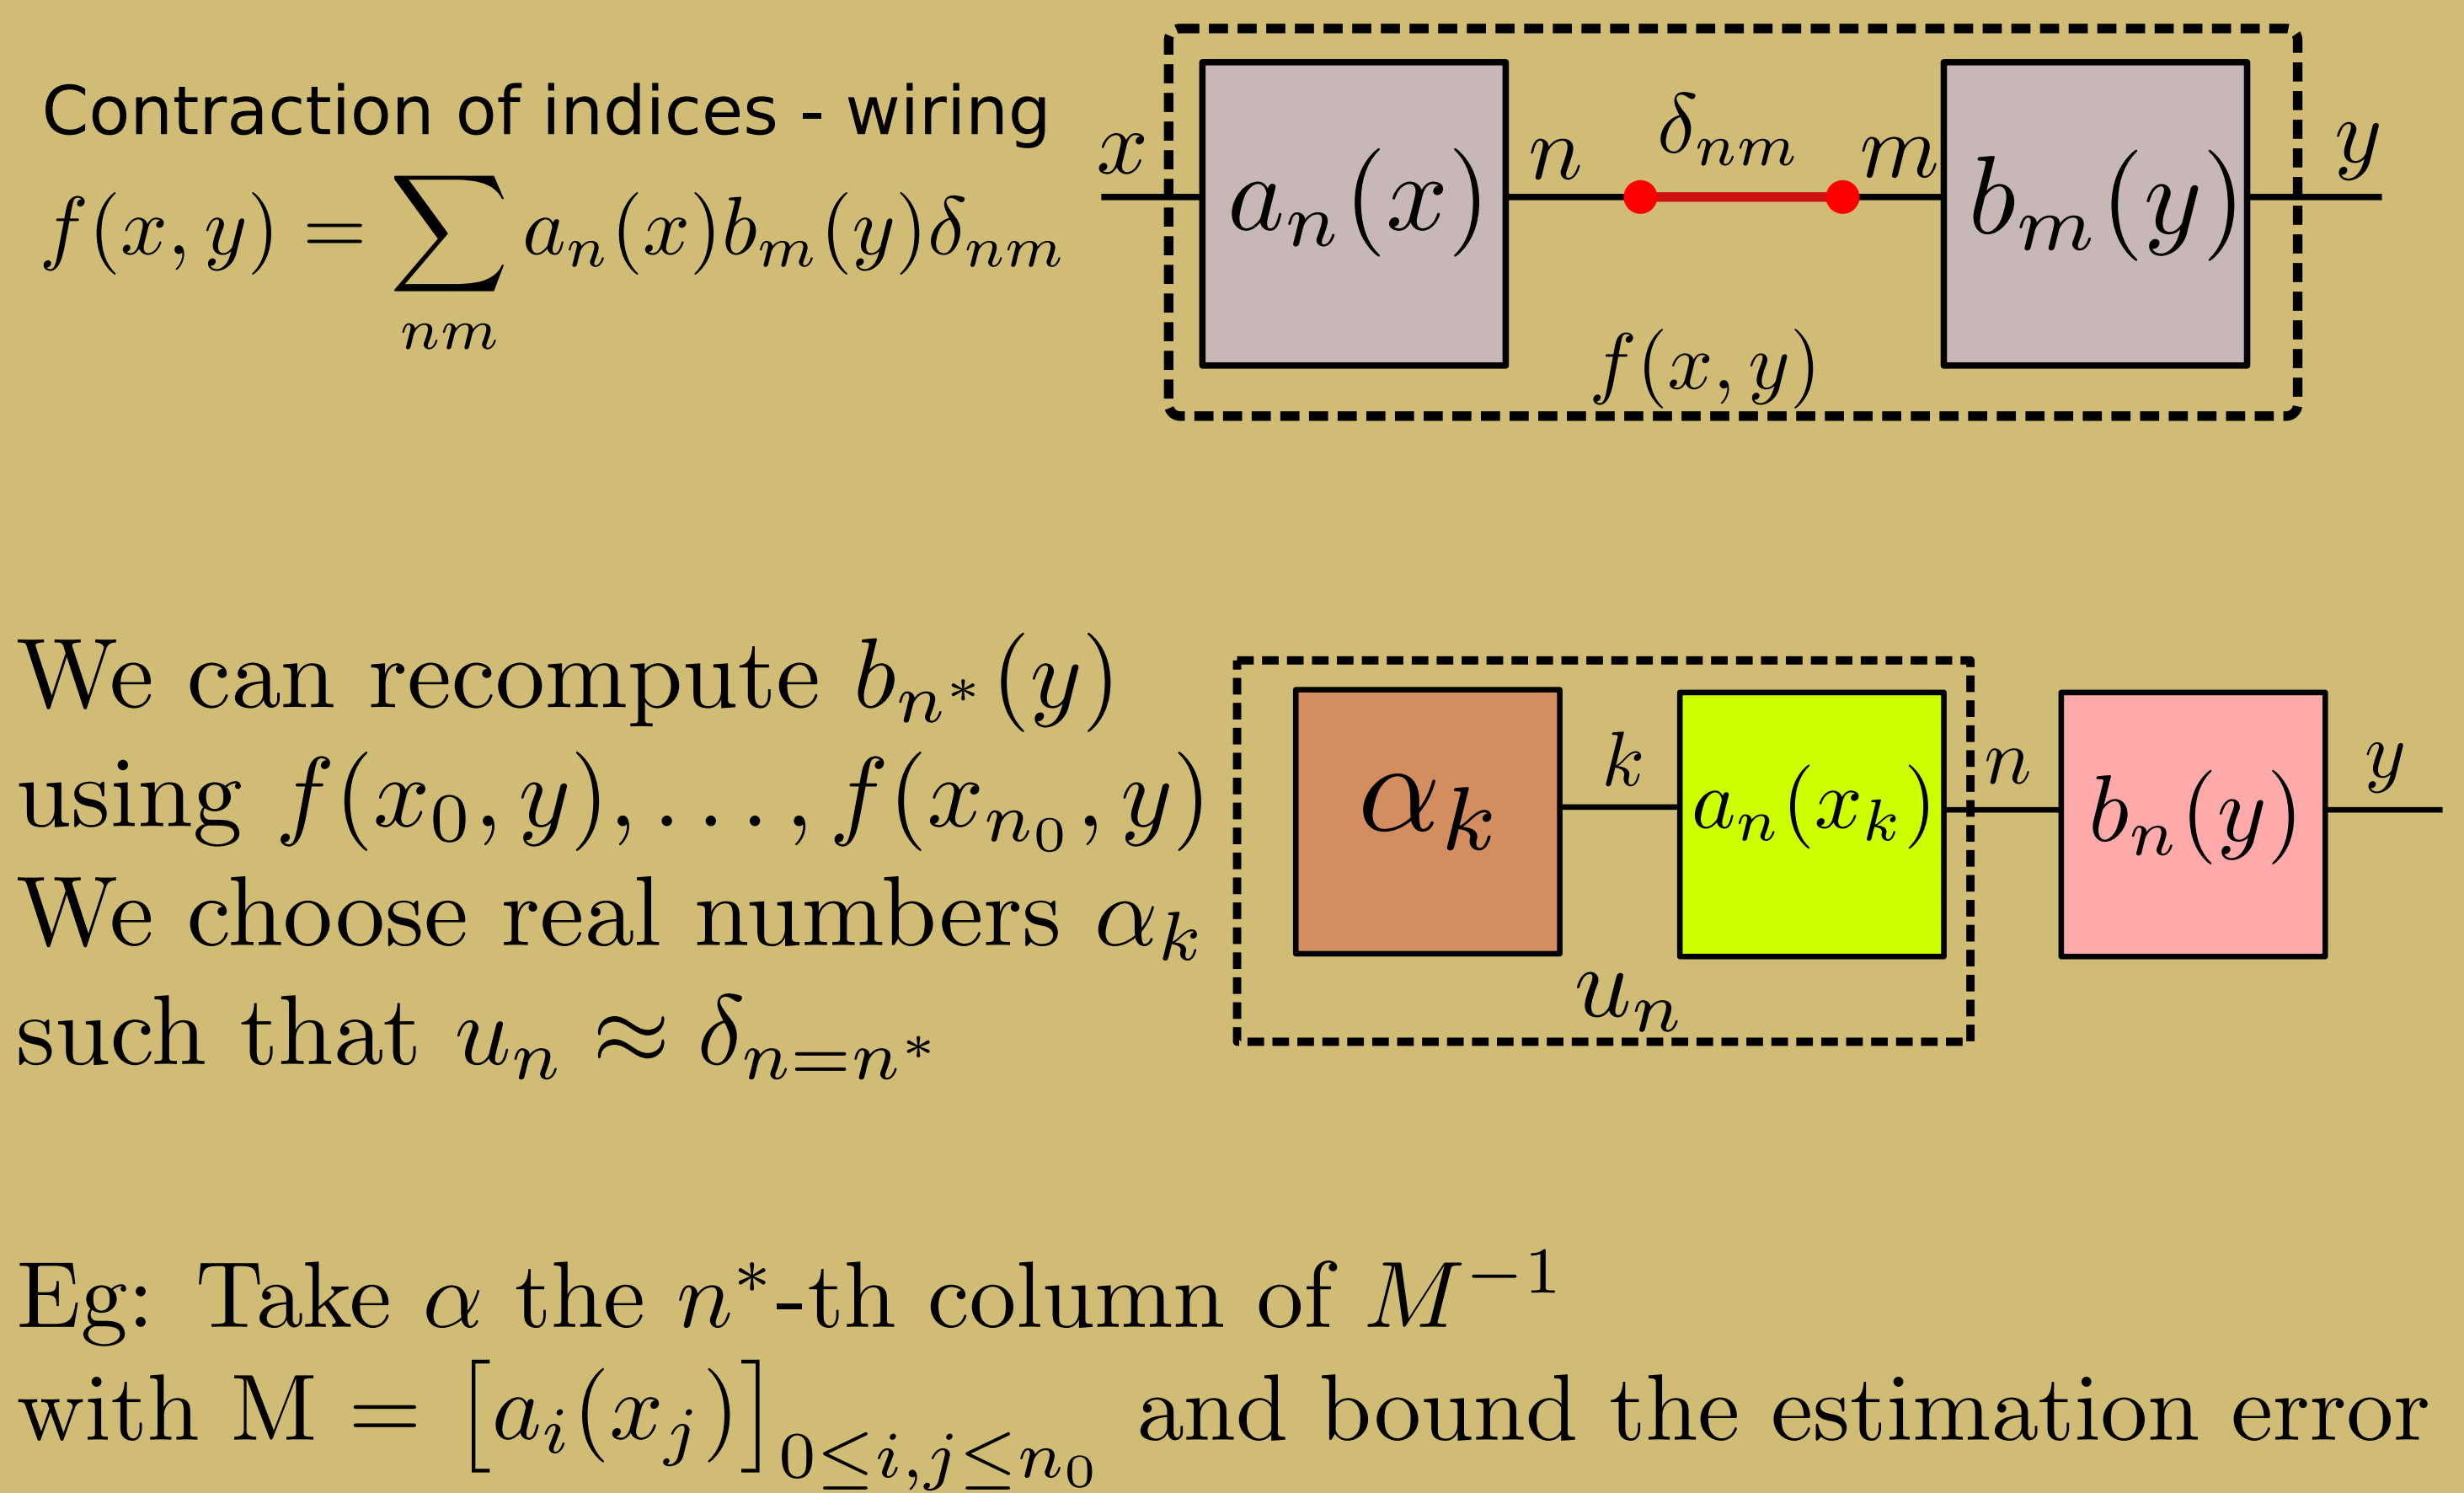 Contraction of indices - wiring
f(x, y) = ∑_{nm} a_n(x)b_m(y)δ_{nm}
x
a_n(x)
n
δ_{nm}
m
b_m(y)
y
f(x, y)
We can recompute b_{n*}(y)
using f(x_0, y), . . . , f(x_{n_0}, y)
We choose real numbers α_k
such that u_n ≈ δ_{n=n*}
α_k
k
a_n(x_k)
n
b_n(y)
y
u_n
Eg: Take α the n*-th column of M^{-1}
with M = [a_i(x_j)]_{0≤i,j≤n_0} and bound the estimation error